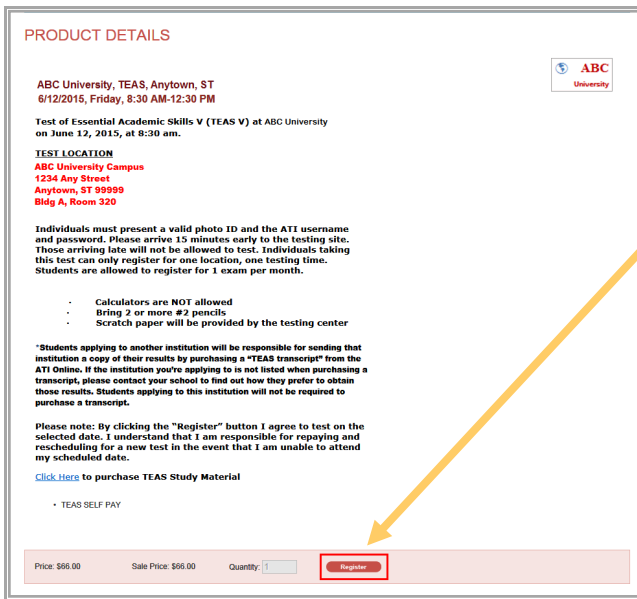 PRODUCT DETAILS
ABC
University
ABC University, TEAS, Anytown, ST
6/12/2015, Friday, 8:30 AM-12:30 PM
Test of Essential Academic Skills V (TEAS V) at ABC University
on June 12, 2015, at 8:30 am.
TEST LOCATION
ABC University Campus
1234 Any Street
Anytown, ST 99999
Bldg A, Room 320
Individuals must present a valid photo ID and the ATI username
and password. Please arrive 15 minutes early to the testing site.
Those arriving late will not be allowed to test. Individuals taking
this test can only register for one location, one testing time.
Students are allowed to register for 1 exam per month.
· Calculators are NOT allowed
· Bring 2 or more #2 pencils
· Scratch paper will be provided by the testing center
*Students applying to another institution will be responsible for sending that
institution a copy of their results by purchasing a “TEAS transcript” from the
ATI Online. If the institution you’re applying to is not listed when purchasing a
transcript, please contact your school to find out how they prefer to obtain
those results. Students applying to this institution will not be required to
purchase a transcript.
Please note: By clicking the “Register” button I agree to test on the
selected date. I understand that I am responsible for repaying and
rescheduling for a new test in the event that I am unable to attend
my scheduled date.
Click Here to purchase TEAS Study Material
• TEAS SELF PAY
Price: $66.00 Sale Price: $66.00 Quantity: 1 Register